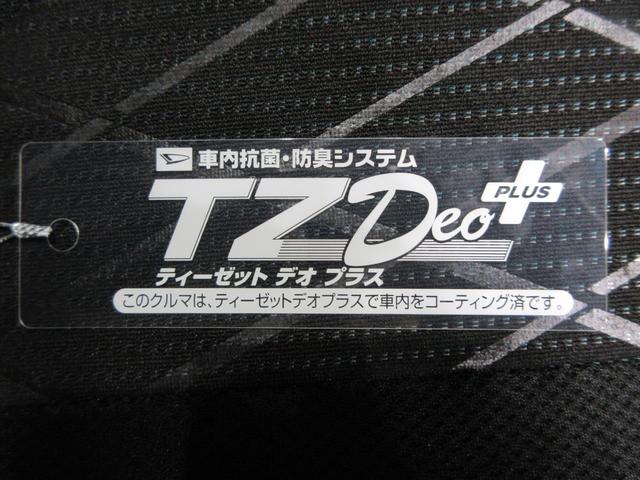 車内抗菌・防臭システム
TZ Deo PLUS
ティーゼット デオ プラス
このクルマは、ティーゼットデオプラスで車内をコーティング済です。